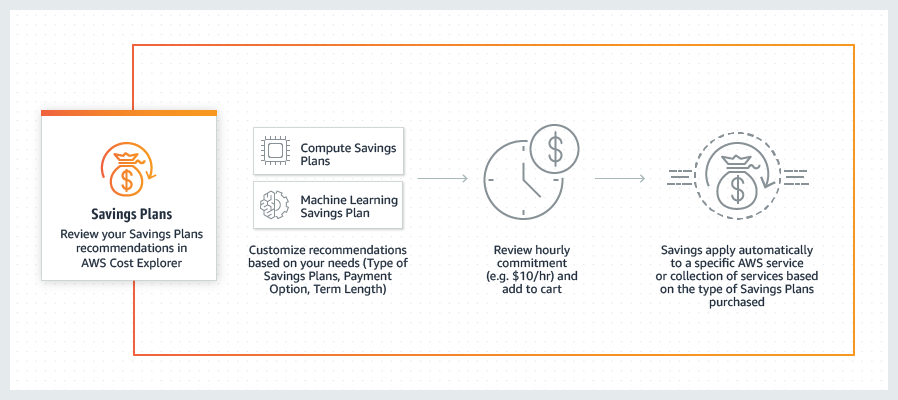 Savings Plans
Review your Savings Plans
recommendations in
AWS Cost Explorer
Compute Savings
Plans
Machine Learning
Savings Plan
Customize recommendations
based on your needs (Type of
Savings Plans, Payment
Option, Term Length)
$
Review hourly
commitment
(e.g. $10/hr) and
add to cart
$
Savings apply automatically
to a specific AWS service
or collection of services based
on the type of Savings Plans
purchased